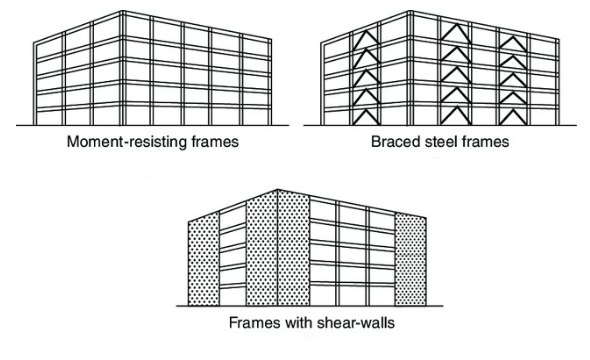 Moment-resisting frames
Braced steel frames
Frames with shear-walls